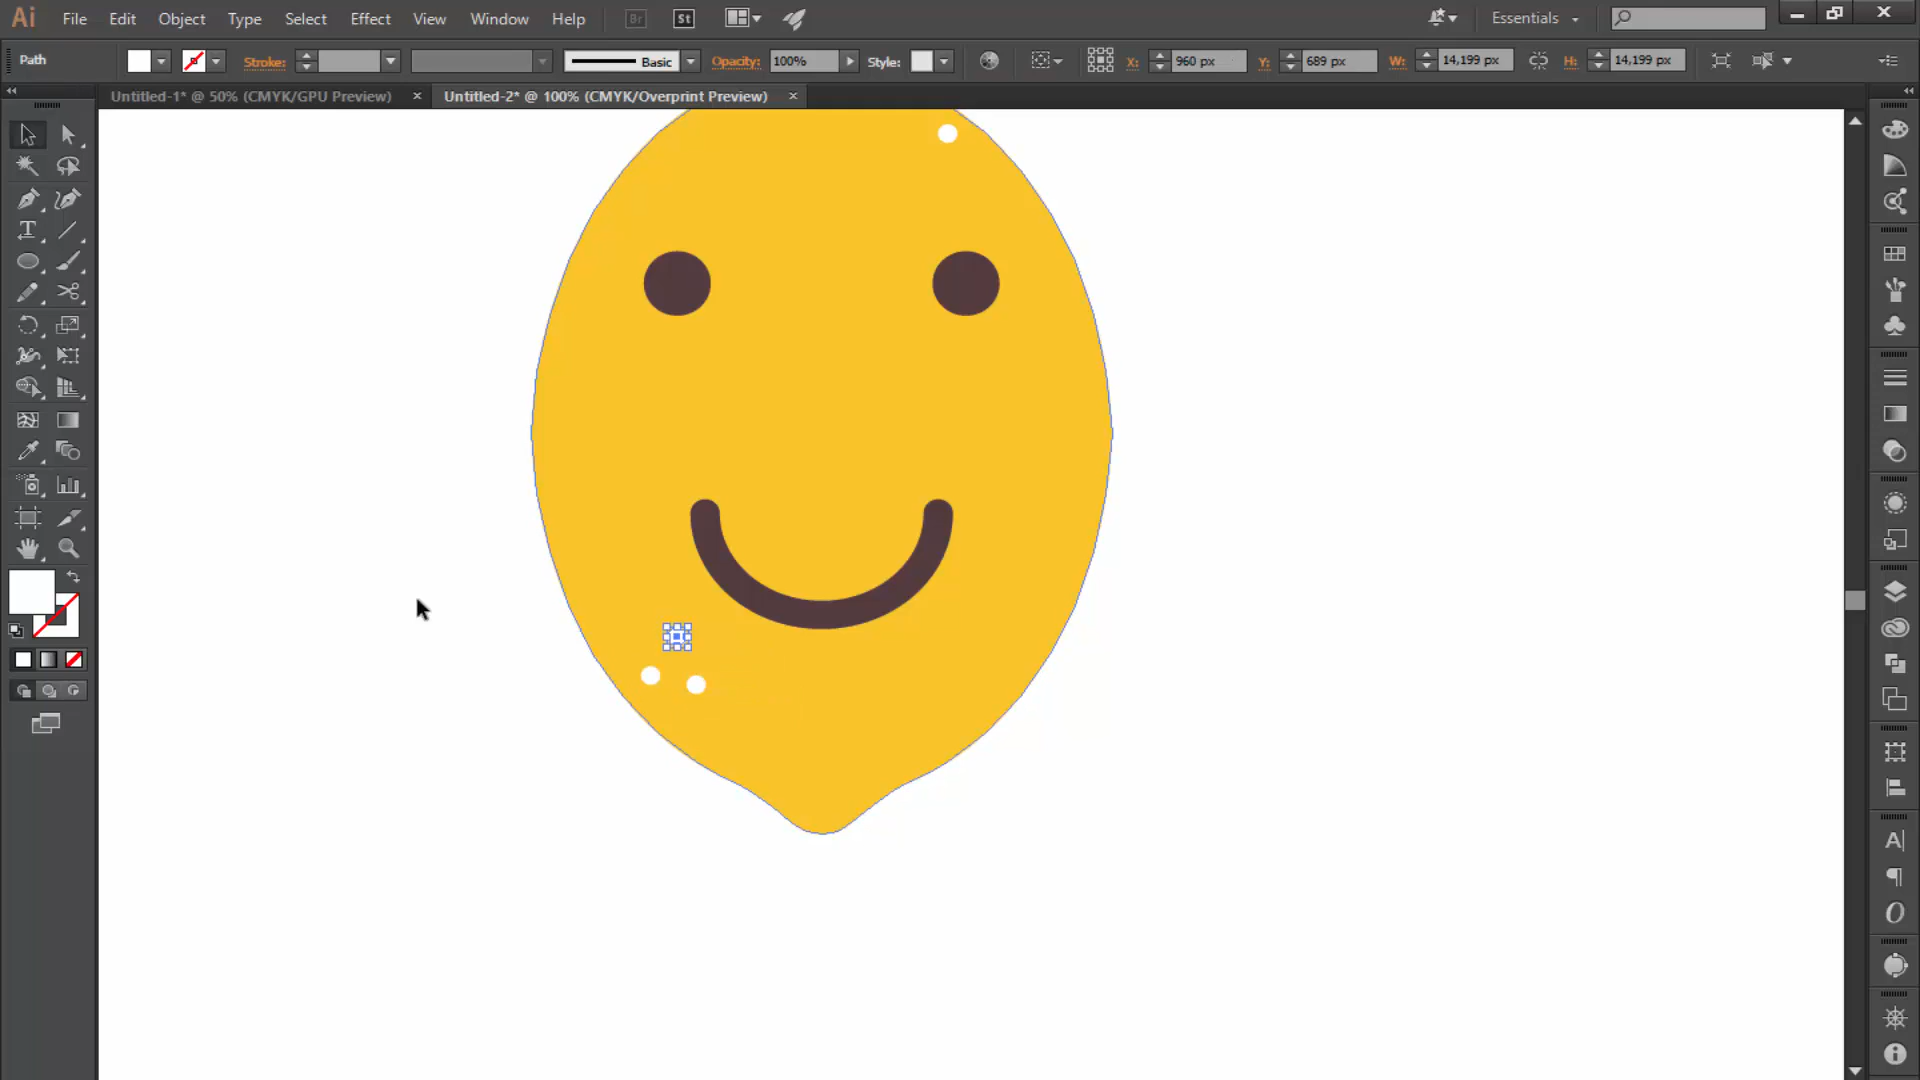 Ai File Edit Object Type Select Effect View Window Help Br St Essentials
Path Stroke: Basic Opacity: 100% Style: X: 960 px Y: 689 px W: 14,199 px H: 14,199 px
Untitled-1* @ 50% (CMYK/GPU Preview) × Untitled-2* @ 100% (CMYK/Overprint Preview) ×